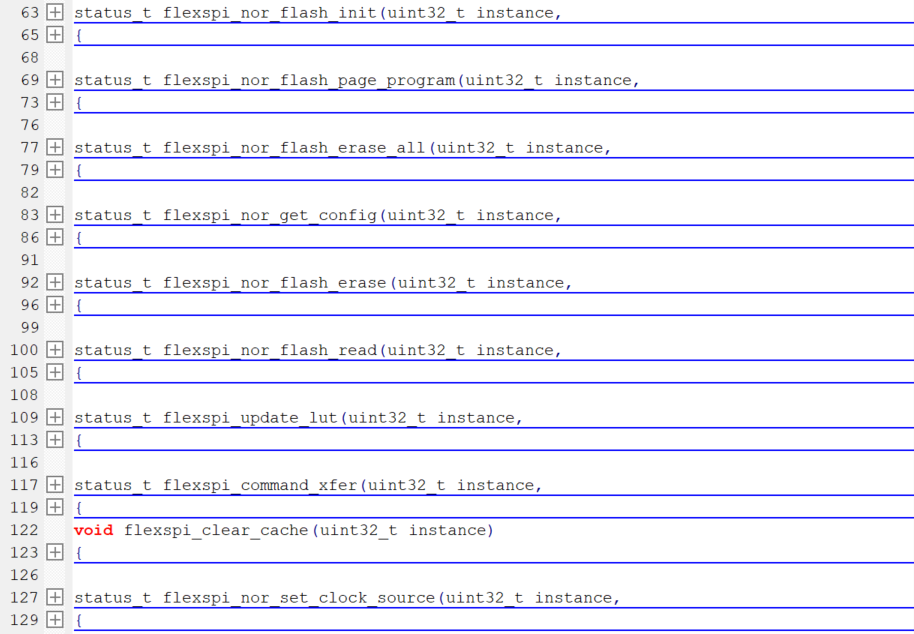 63 status_t flexspi_nor_flash_init(uint32_t instance,
65 {
68
69 status_t flexspi_nor_flash_page_program(uint32_t instance,
73 {
76
77 status_t flexspi_nor_flash_erase_all(uint32_t instance,
79 {
82
83 status_t flexspi_nor_get_config(uint32_t instance,
86 {
91
92 status_t flexspi_nor_flash_erase(uint32_t instance,
96 {
99
100 status_t flexspi_nor_flash_read(uint32_t instance,
105 {
108
109 status_t flexspi_update_lut(uint32_t instance,
113 {
116
117 status_t flexspi_command_xfer(uint32_t instance,
119 {
122 void flexspi_clear_cache(uint32_t instance)
123 {
126
127 status_t flexspi_nor_set_clock_source(uint32_t instance,
129 {